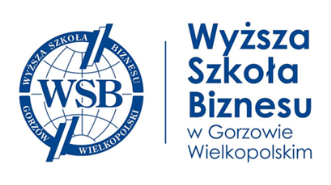 WYŻSZA SZKOŁA BIZNESU
WSB
GORZÓW WIELKOPOLSKI
Wyższa
Szkoła
Biznesu
w Gorzowie
Wielkopolskim